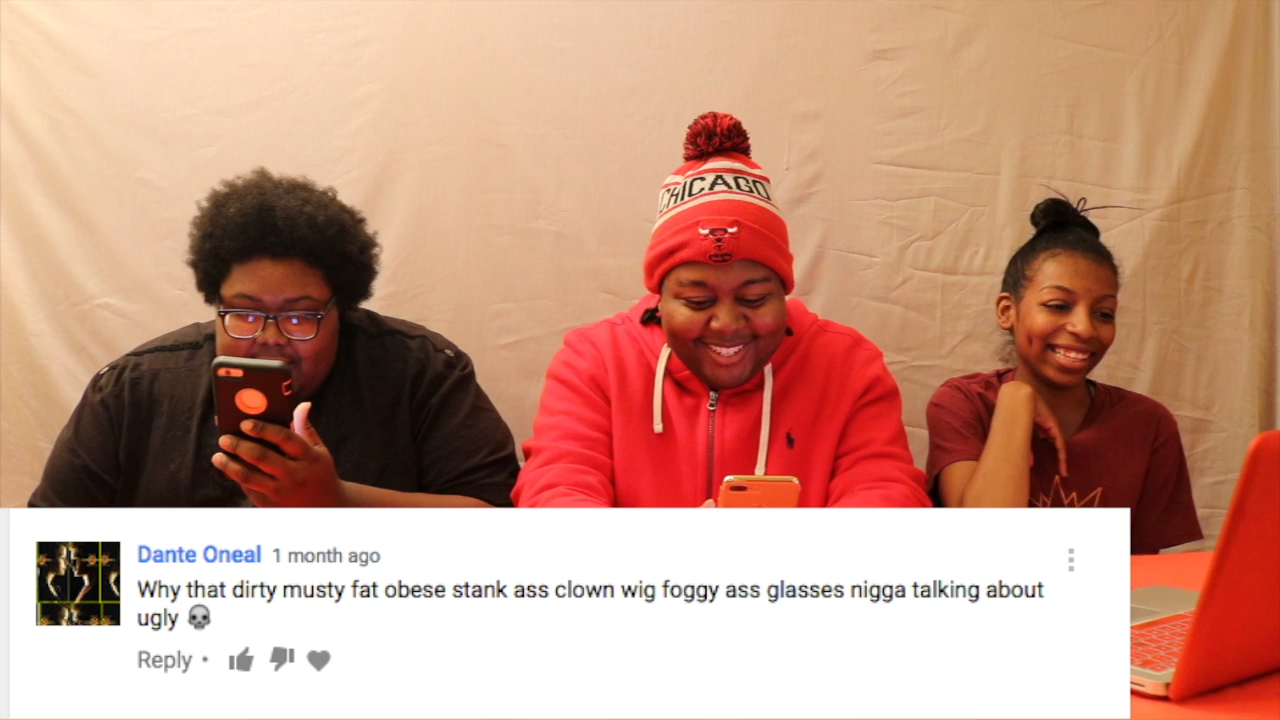 CHICAGO
Dante Oneal 1 month ago
Why that dirty musty fat obese stank ass clown wig foggy ass glasses nigga talking about
ugly 💀
Reply •